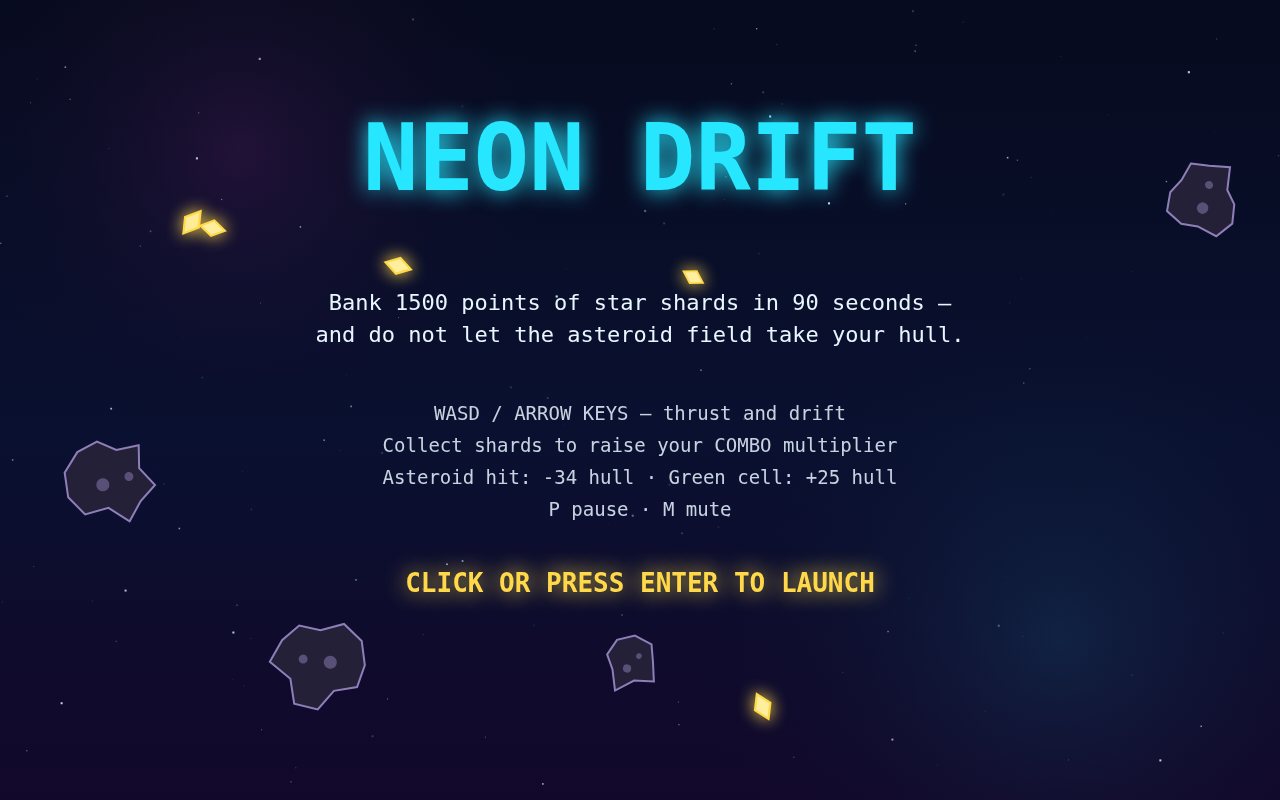 NEON DRIFT
Bank 1500 points of star shards in 90 seconds —
and do not let the asteroid field take your hull.
WASD / ARROW KEYS — thrust and drift
Collect shards to raise your COMBO multiplier
Asteroid hit: -34 hull · Green cell: +25 hull
P pause · M mute
CLICK OR PRESS ENTER TO LAUNCH